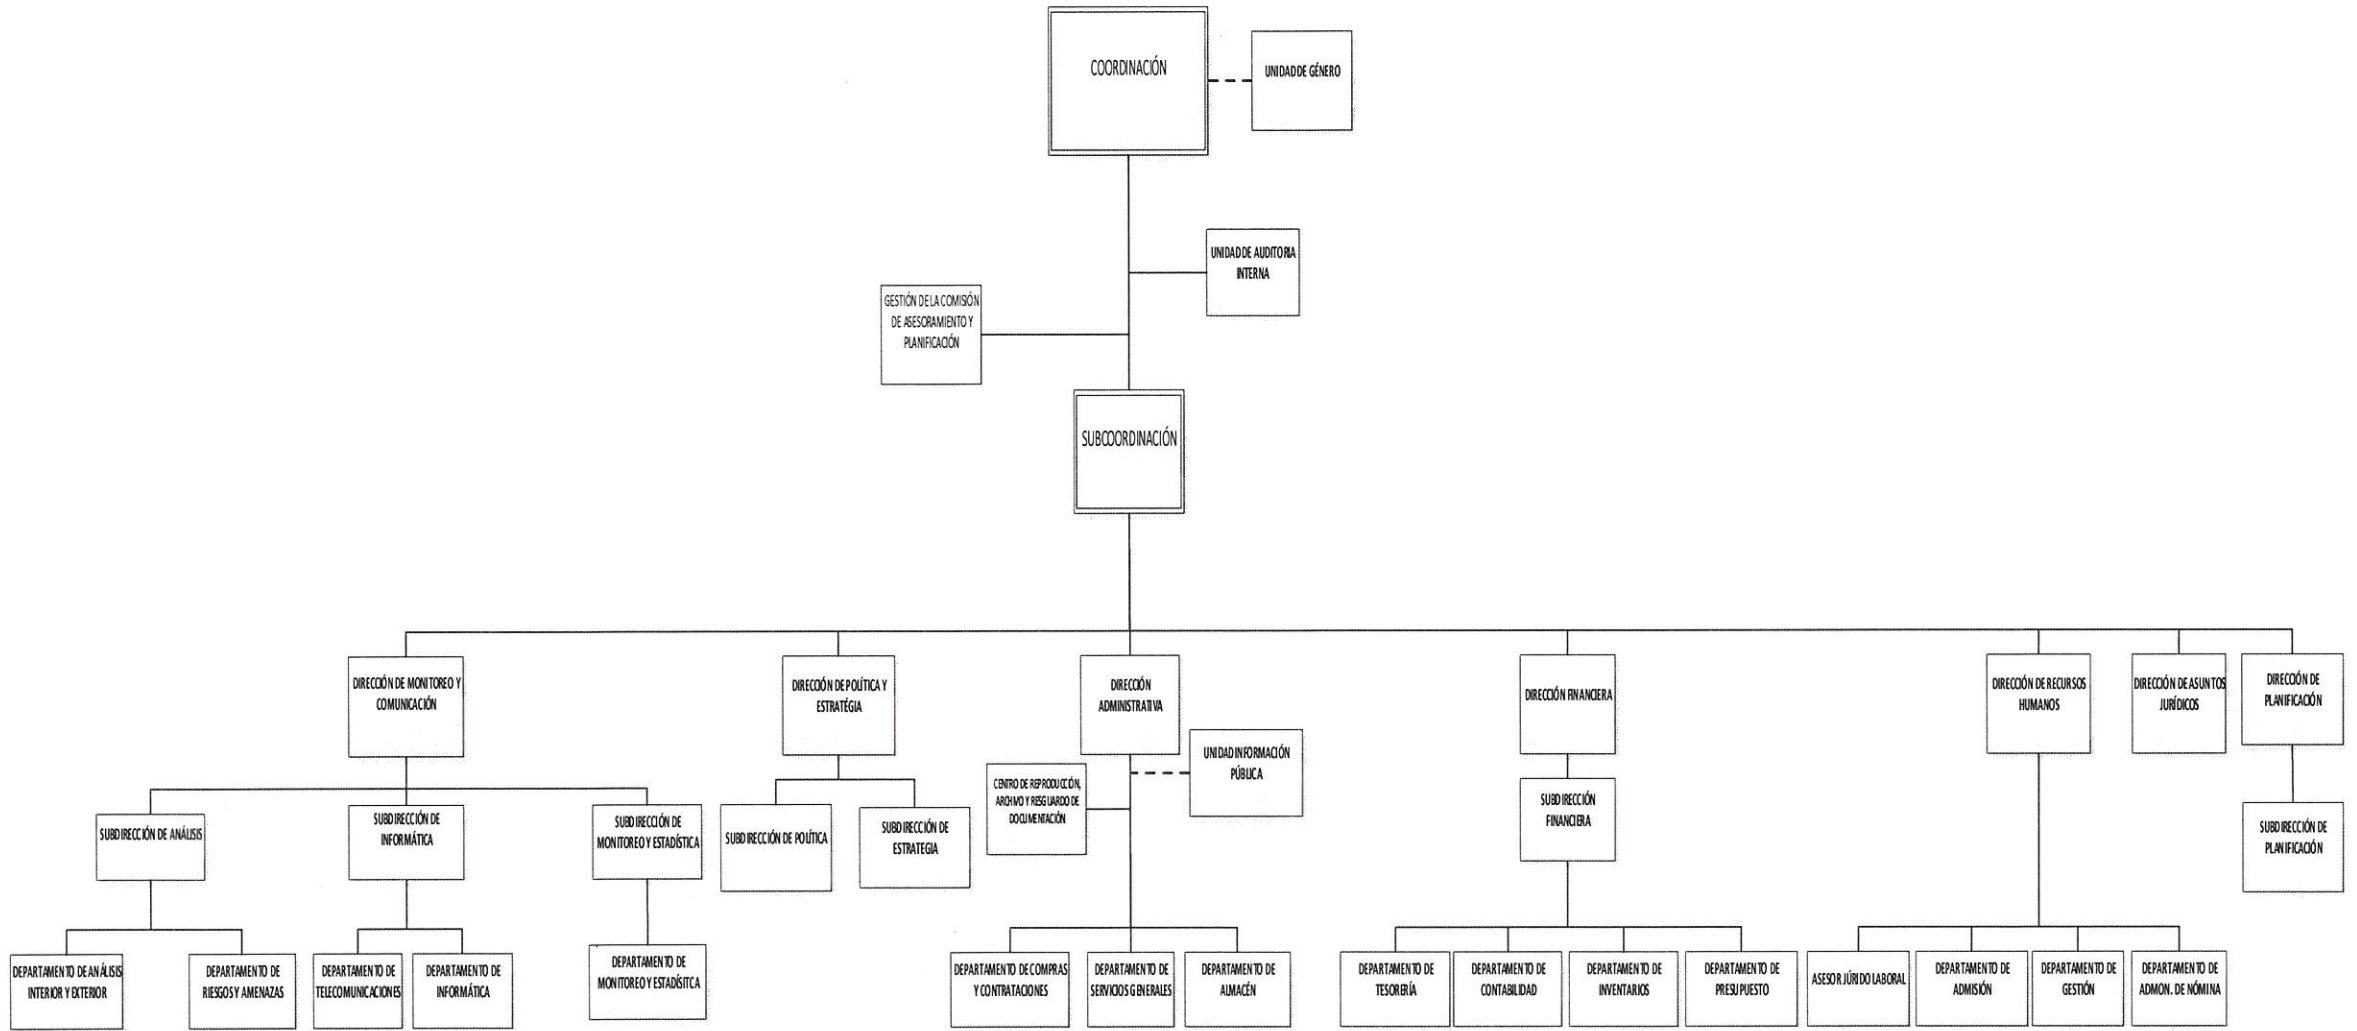 COORDINACIÓN
UNIDAD DE GÉNERO
UNIDAD DE AUDITORIA
INTERNA
GESTIÓN DE LA COMISIÓN
DE ASESORAMIENTO Y
PLANIFICACIÓN
SUBCOORDINACIÓN
DIRECCIÓN DE MONITOREO Y
COMUNICACIÓN
DIRECCIÓN DE POLÍTICA Y
ESTRATÉGIA
DIRECCIÓN
ADMINISTRATIVA
DIRECCIÓN FINANCIERA
DIRECCIÓN DE RECURSOS
HUMANOS
DIRECCIÓN DE ASUNTOS
JURÍDICOS
DIRECCIÓN DE
PLANIFICACIÓN
UNIDAD INFORMACIÓN
PÚBLICA
CENTRO DE REPRODUCCIÓN,
ARCHIVO Y RESGUARDO DE
DOCUMENTACIÓN
SUBDIRECCIÓN DE ANÁLISIS
SUBDIRECCIÓN DE
INFORMÁTICA
SUBDIRECCIÓN DE
MONITOREO Y ESTADÍSTICA
SUBDIRECCIÓN DE POLÍTICA
SUBDIRECCIÓN DE
ESTRATEGIA
SUBDIRECCIÓN
FINANCIERA
SUBDIRECCIÓN DE
PLANIFICACIÓN
DEPARTAMENTO DE ANÁLISIS
INTERIOR Y EXTERIOR
DEPARTAMENTO DE
RIESGOS Y AMENAZAS
DEPARTAMENTO DE
TELECOMUNICACIONES
DEPARTAMENTO DE
INFORMÁTICA
DEPARTAMENTO DE
MONITOREO Y ESTADÍSITCA
DEPARTAMENTO DE COMPRAS
Y CONTRATACIONES
DEPARTAMENTO DE
SERVICIOS GENERALES
DEPARTAMENTO DE
ALMACÉN
DEPARTAMENTO DE
TESORERÍA
DEPARTAMENTO DE
CONTABILIDAD
DEPARTAMENTO DE
INVENTARIOS
DEPARTAMENTO DE
PRESUPUESTO
ASESOR JÚRIDO LABORAL
DEPARTAMENTO DE
ADMISIÓN
DEPARTAMENTO DE
GESTIÓN
DEPARTAMENTO DE
ADMON. DE NÓMINA